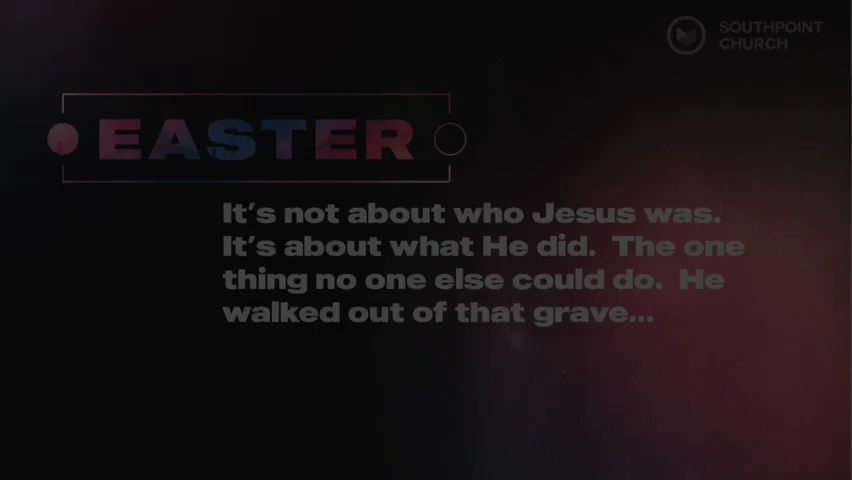 SOUTHPOINT
CHURCH
EASTER
It's not about who Jesus was.
It's about what He did.  The one
thing no one else could do.  He
walked out of that grave...